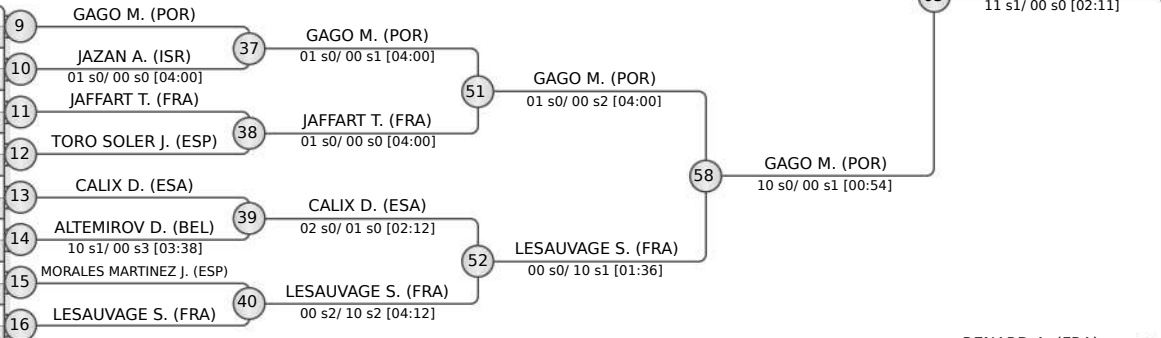 11 s1/ 00 s0 [02:11]
9
GAGO M. (POR)
37
GAGO M. (POR)
01 s0/ 00 s1 [04:00]
10
JAZAN A. (ISR)
01 s0/ 00 s0 [04:00]
51
GAGO M. (POR)
01 s0/ 00 s2 [04:00]
11
JAFFART T. (FRA)
38
JAFFART T. (FRA)
01 s0/ 00 s0 [04:00]
12
TORO SOLER J. (ESP)
58
GAGO M. (POR)
10 s0/ 00 s1 [00:54]
13
CALIX D. (ESA)
39
CALIX D. (ESA)
02 s0/ 01 s0 [02:12]
14
ALTEMIROV D. (BEL)
10 s1/ 00 s3 [03:38]
52
LESAUVAGE S. (FRA)
00 s0/ 10 s1 [01:36]
15
MORALES MARTINEZ J. (ESP)
40
LESAUVAGE S. (FRA)
00 s2/ 10 s2 [04:12]
16
LESAUVAGE S. (FRA)